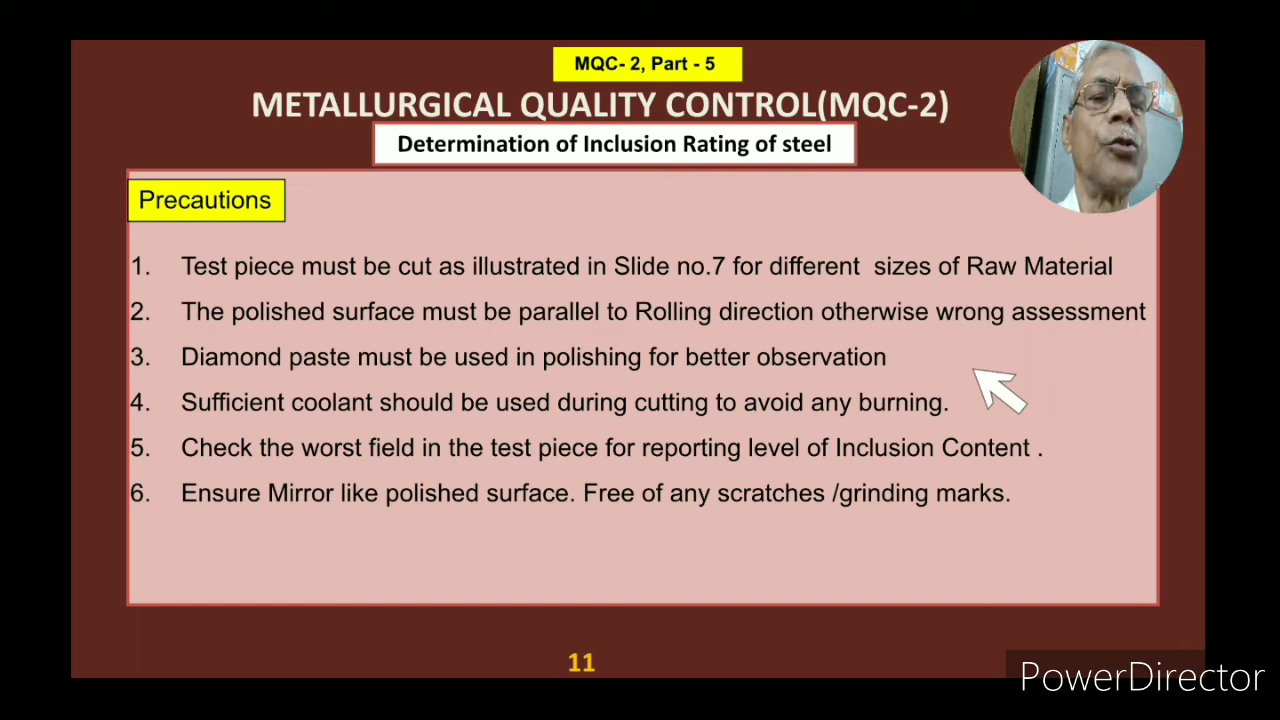 MQC- 2, Part - 5
METALLURGICAL QUALITY CONTROL(MQC-2)
Determination of Inclusion Rating of steel
Precautions
1. Test piece must be cut as illustrated in Slide no.7 for different sizes of Raw Material
2. The polished surface must be parallel to Rolling direction otherwise wrong assessment
3. Diamond paste must be used in polishing for better observation
4. Sufficient coolant should be used during cutting to avoid any burning.
5. Check the worst field in the test piece for reporting level of Inclusion Content .
6. Ensure Mirror like polished surface. Free of any scratches /grinding marks.
11
PowerDirector